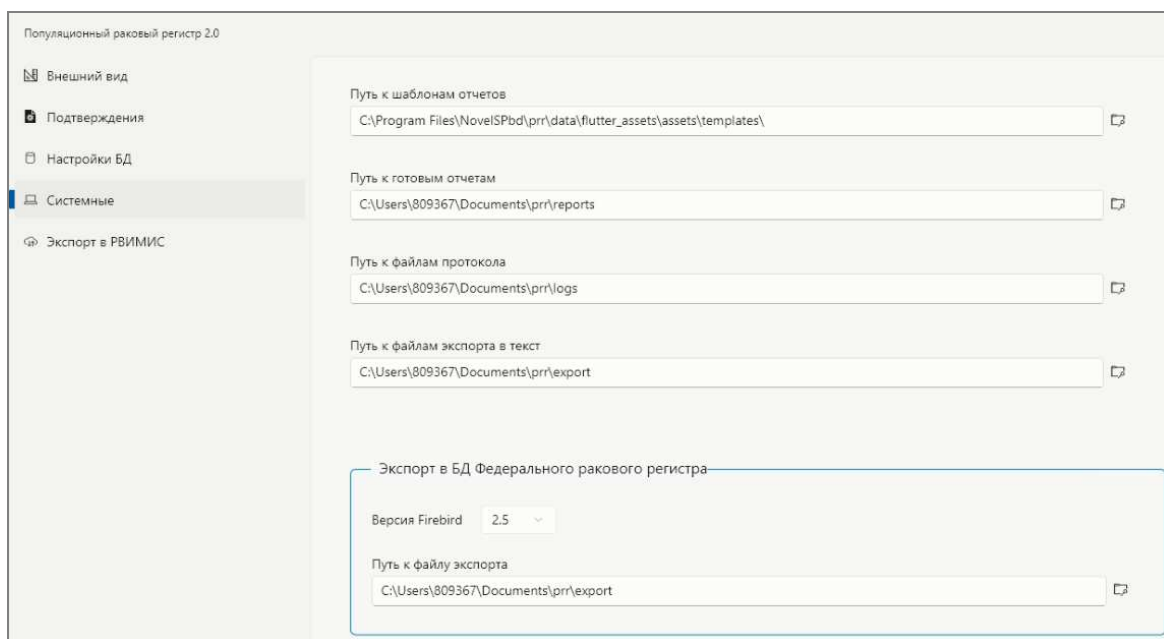 Популяционный раковый регистр 2.0
Внешний вид
Подтверждения
Настройки БД
Системные
Экспорт в РВИМИС
Путь к шаблонам отчетов
C:\Program Files\NovelSPbd\prr\data\flutter_assets\assets\templates\
Путь к готовым отчетам
C:\Users\809367\Documents\prr\reports
Путь к файлам протокола
C:\Users\809367\Documents\prr\logs
Путь к файлам экспорта в текст
C:\Users\809367\Documents\prr\export
Экспорт в БД Федерального ракового регистра
Версия Firebird 2.5
Путь к файлу экспорта
C:\Users\809367\Documents\prr\export